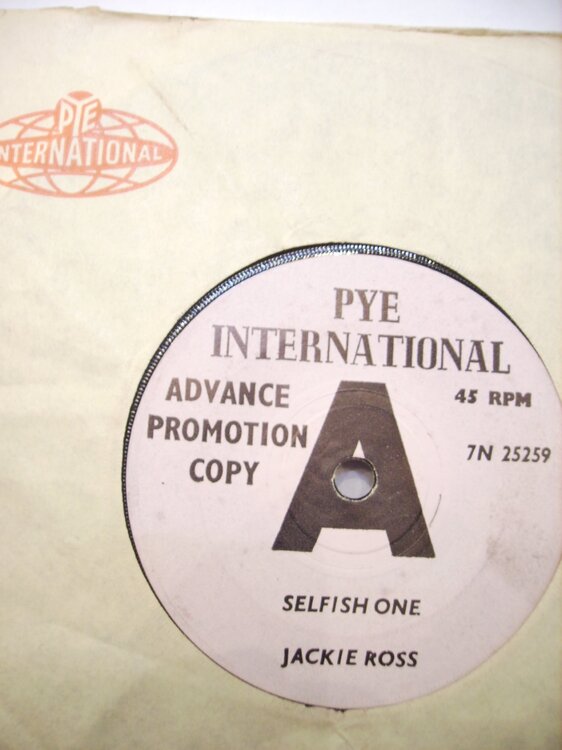 PYE
INTERNATIONAL
PYE
INTERNATIONAL
ADVANCE
PROMOTION
COPY
45 RPM
7N 25259
A
SELFISH ONE
JACKIE ROSS